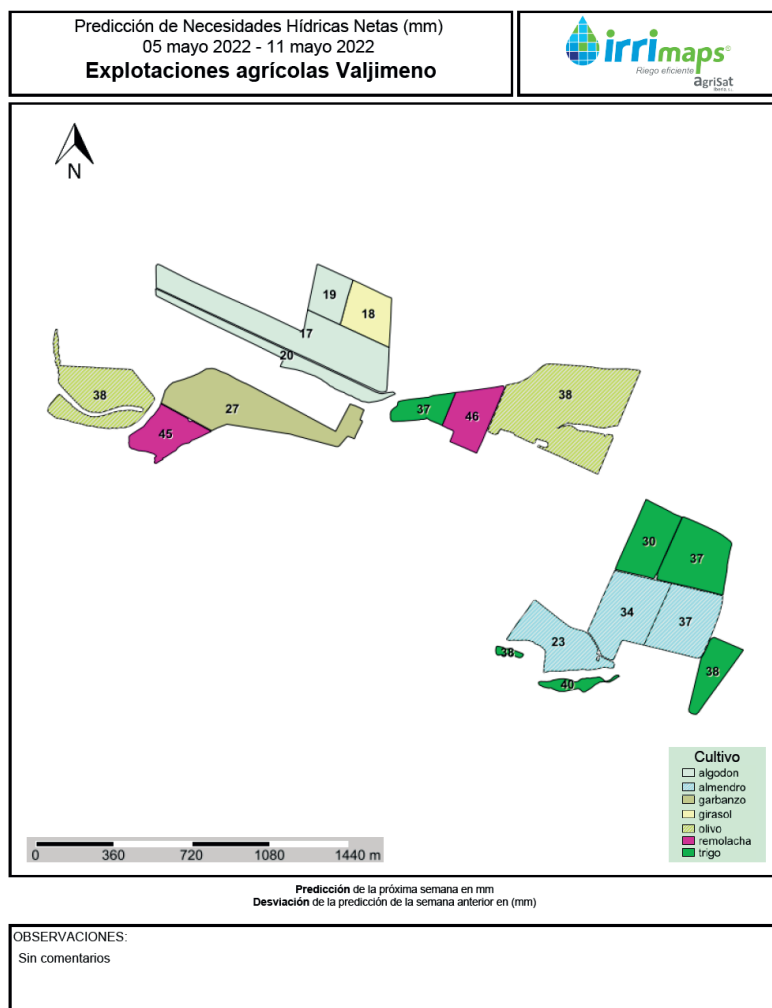 Predicción de Necesidades Hídricas Netas (mm)
05 mayo 2022 - 11 mayo 2022
Explotaciones agrícolas Valjimeno
irrimaps®
Riego eficiente
agriSat
N
19
18
17
20
38
27
45
37
46
38
30
37
34
37
23
38
40
38
Cultivo
algodon
almendro
garbanzo
girasol
olivo
remolacha
trigo
0 360 720 1080 1440 m
Predicción de la próxima semana en mm
Desviación de la predicción de la semana anterior en (mm)
OBSERVACIONES:
Sin comentarios